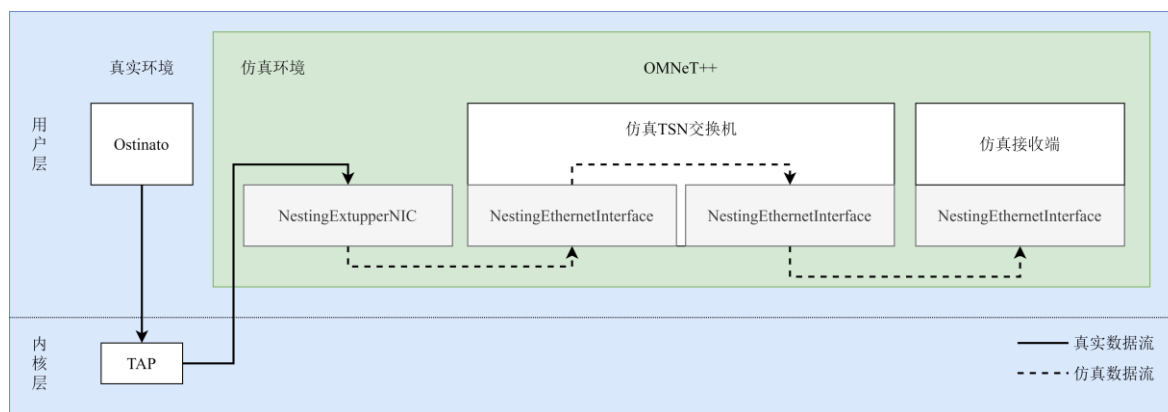 真实环境
仿真环境
OMNeT++
用户层
Ostinato
仿真TSN交换机
仿真接收端
NestingExtupperNIC
NestingEthernetInterface
NestingEthernetInterface
NestingEthernetInterface
内核层
TAP
真实数据流
仿真数据流